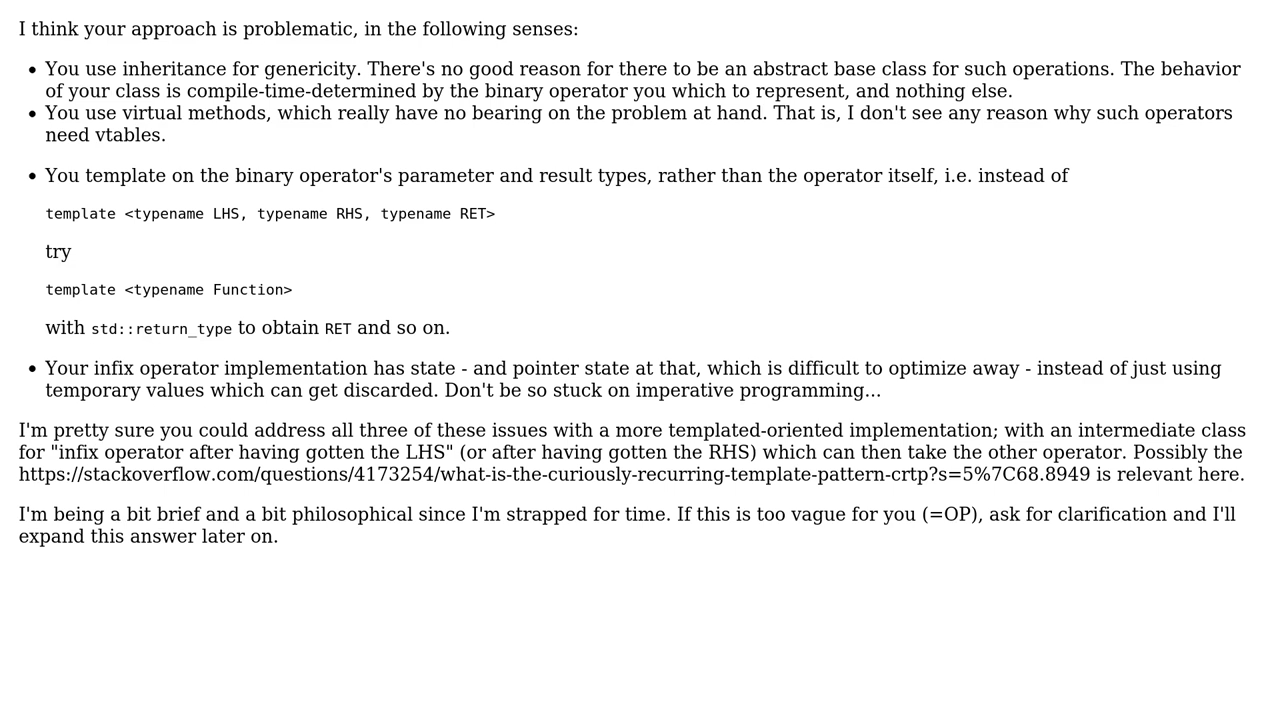 I think your approach is problematic, in the following senses:
• You use inheritance for genericity. There's no good reason for there to be an abstract base class for such operations. The behavior
of your class is compile-time-determined by the binary operator you which to represent, and nothing else.
• You use virtual methods, which really have no bearing on the problem at hand. That is, I don't see any reason why such operators
need vtables.
• You template on the binary operator's parameter and result types, rather than the operator itself, i.e. instead of
template <typename LHS, typename RHS, typename RET>
try
template <typename Function>
with std::return_type to obtain RET and so on.
• Your infix operator implementation has state - and pointer state at that, which is difficult to optimize away - instead of just using
temporary values which can get discarded. Don't be so stuck on imperative programming...
I'm pretty sure you could address all three of these issues with a more templated-oriented implementation; with an intermediate class
for "infix operator after having gotten the LHS" (or after having gotten the RHS) which can then take the other operator. Possibly the
https://stackoverflow.com/questions/4173254/what-is-the-curiously-recurring-template-pattern-crtp?s=5%7C68.8949 is relevant here.
I'm being a bit brief and a bit philosophical since I'm strapped for time. If this is too vague for you (=OP), ask for clarification and I'll
expand this answer later on.